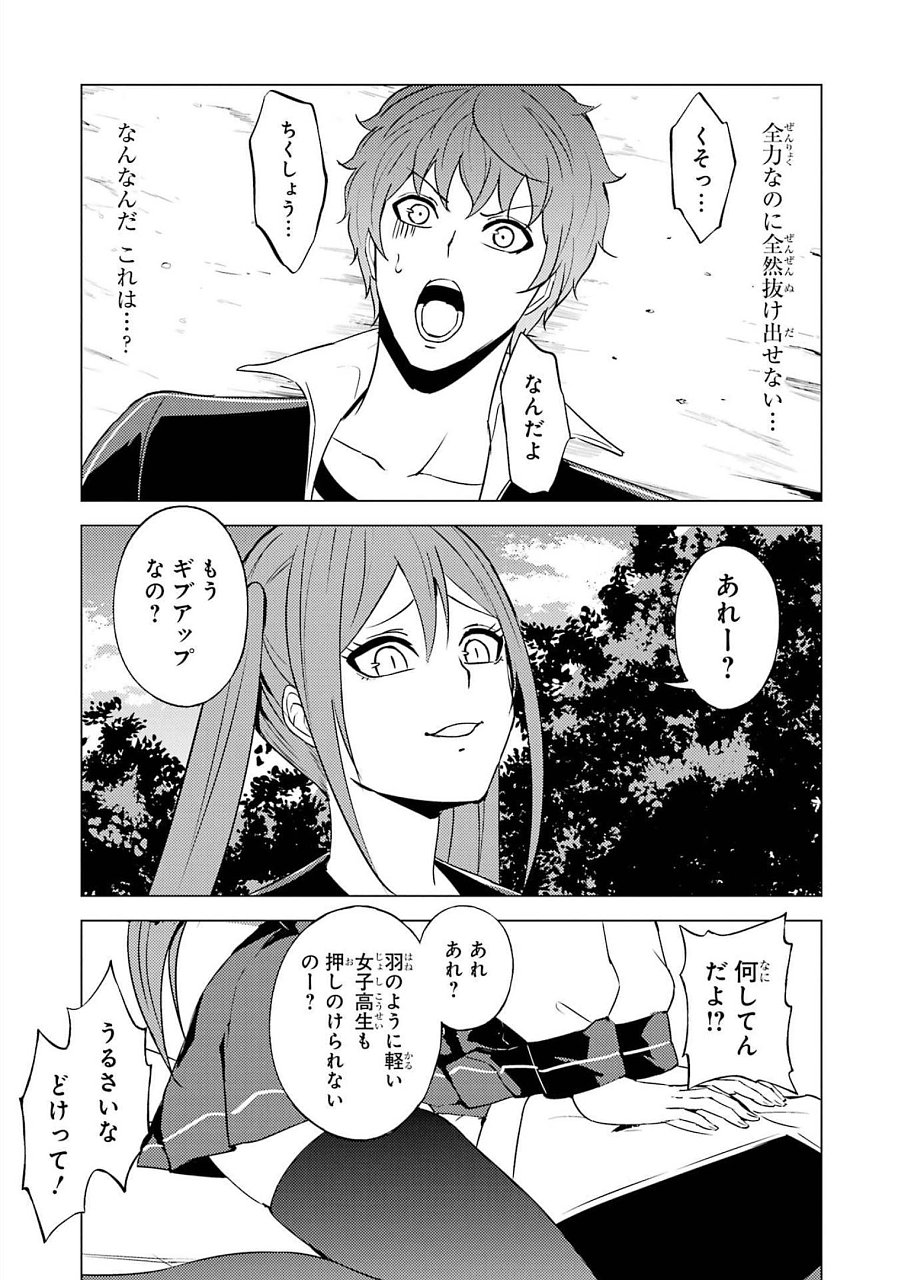 全力なのに全然抜け出せない…
くそっ…
なんだよ
ちくしょう…
なんなんだ これは…？
あれー？
もう
ギブアップ
なの？
何してん
だよ!?
あれ
あれ？
羽のように軽い
女子高生も
押しのけられない
のー？
うるさいな
どけって！